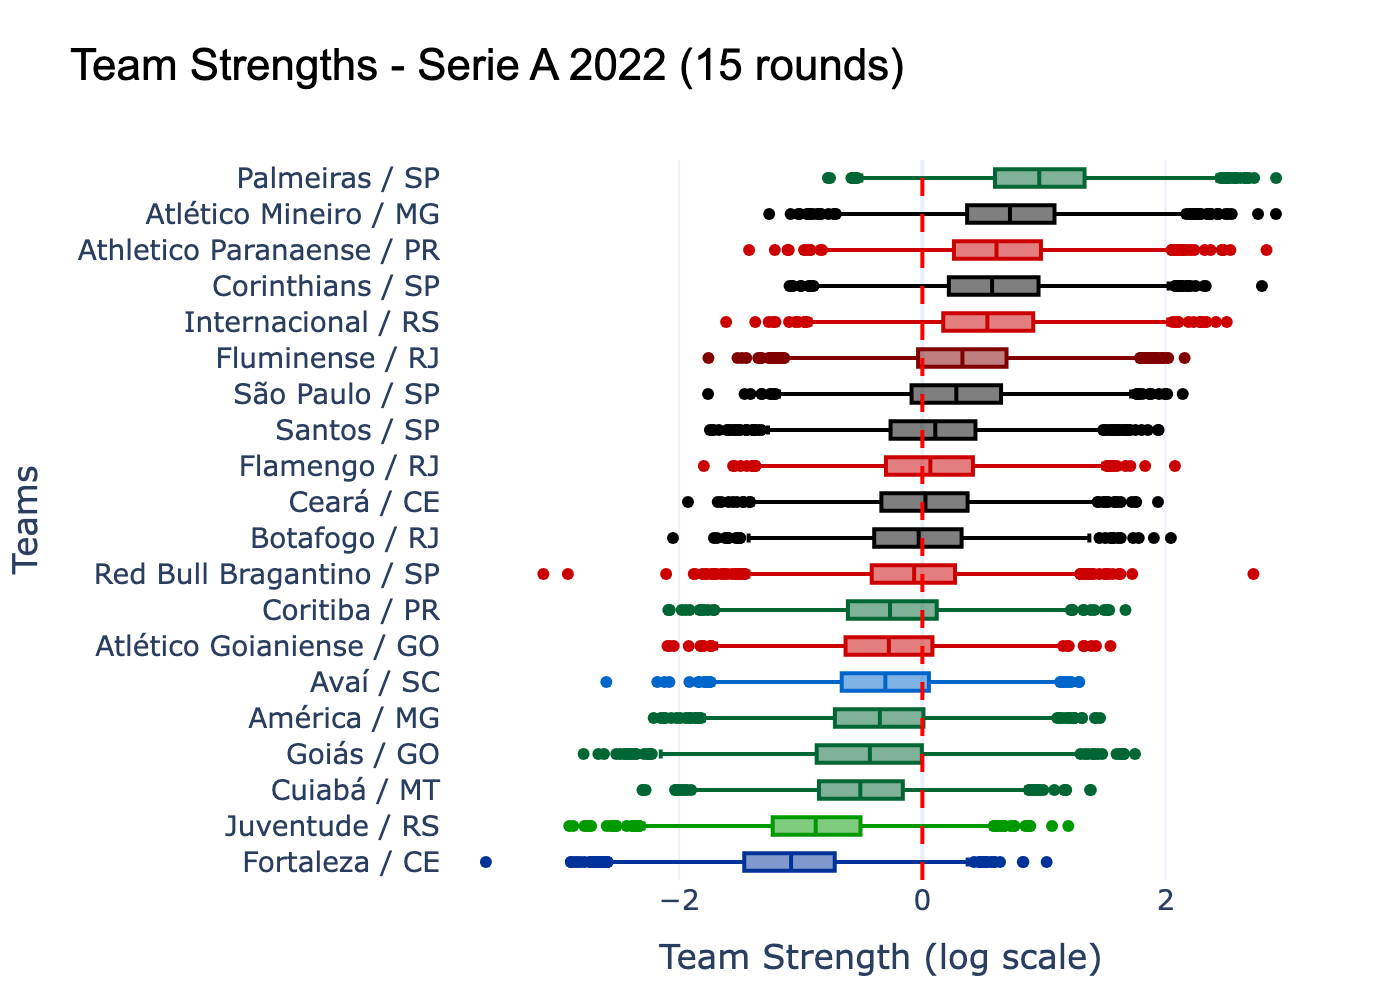 Team Strengths - Serie A 2022 (15 rounds)
Palmeiras / SP
Atlético Mineiro / MG
Athletico Paranaense / PR
Corinthians / SP
Internacional / RS
Fluminense / RJ
São Paulo / SP
Santos / SP
Flamengo / RJ
Ceará / CE
Botafogo / RJ
Red Bull Bragantino / SP
Coritiba / PR
Atlético Goianiense / GO
Avaí / SC
América / MG
Goiás / GO
Cuiabá / MT
Juventude / RS
Fortaleza / CE
Teams
−2 0 2
Team Strength (log scale)